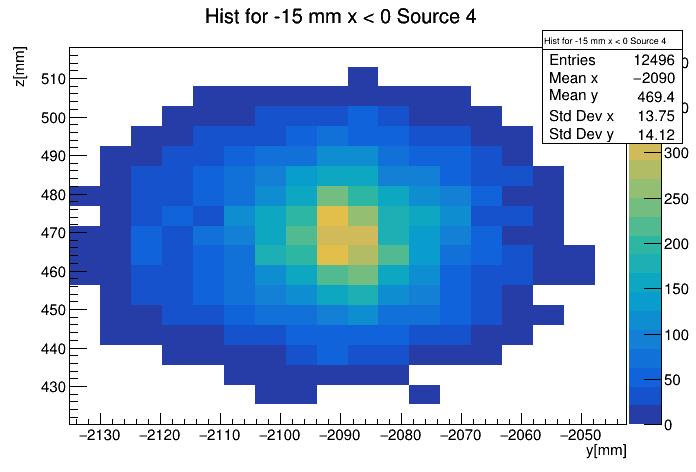 Hist for -15 mm x < 0 Source 4
z[mm]
Hist for -15 mm x < 0 Source 4
Entries 12496
Mean x −2090
Mean y 469.4
Std Dev x 13.75
Std Dev y 14.12
510
500
490
480
470
460
450
440
430
300
250
200
150
100
50
0
−2130 −2120 −2110 −2100 −2090 −2080 −2070 −2060 −2050
y[mm]